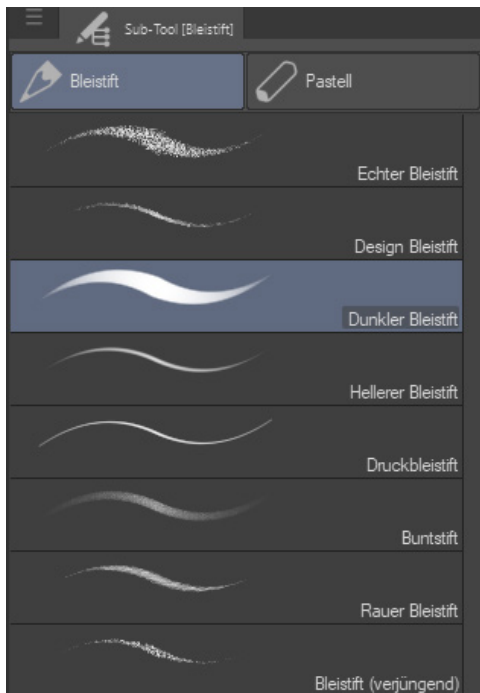 Sub-Tool [Bleistift]
Bleistift
Pastell
Echter Bleistift
Design Bleistift
Dunkler Bleistift
Hellerer Bleistift
Druckbleistift
Buntstift
Rauer Bleistift
Bleistift (verjüngend)